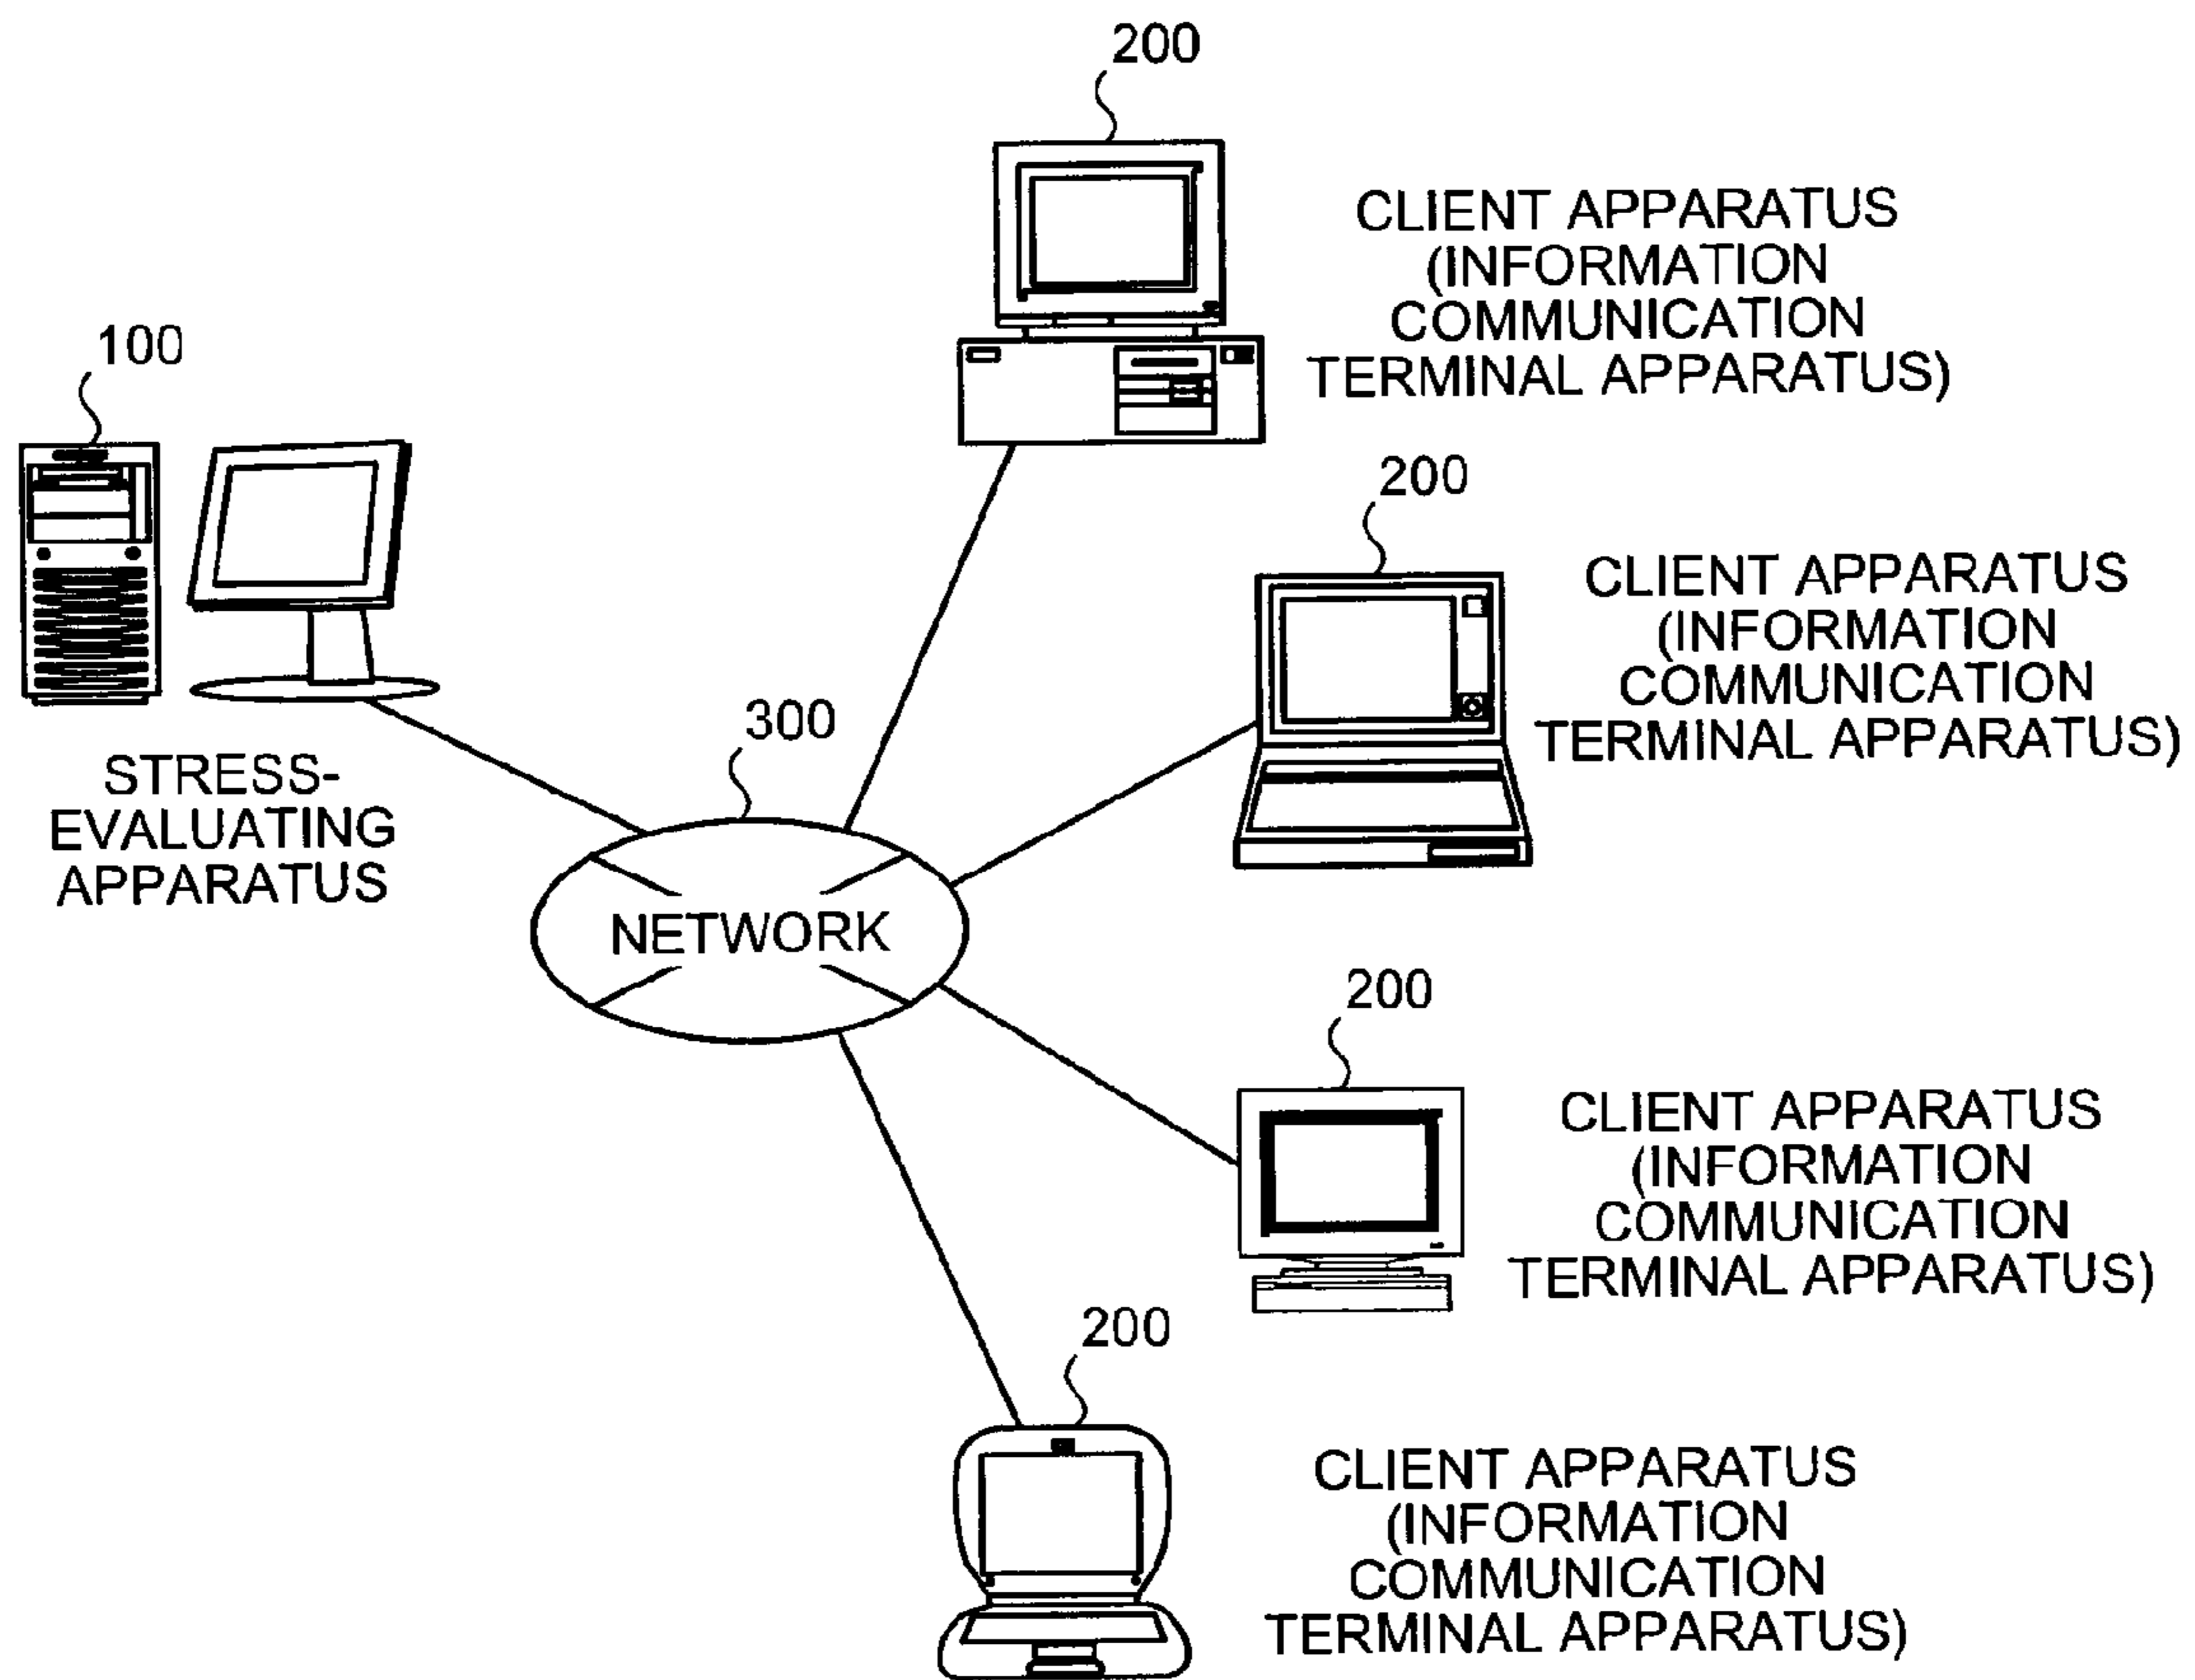 200
CLIENT APPARATUS
(INFORMATION
COMMUNICATION
TERMINAL APPARATUS)
100
200
CLIENT APPARATUS
(INFORMATION
COMMUNICATION
TERMINAL APPARATUS)
300
STRESS-
EVALUATING
APPARATUS
NETWORK
200
CLIENT APPARATUS
(INFORMATION
COMMUNICATION
TERMINAL APPARATUS)
200
CLIENT APPARATUS
(INFORMATION
COMMUNICATION
TERMINAL APPARATUS)